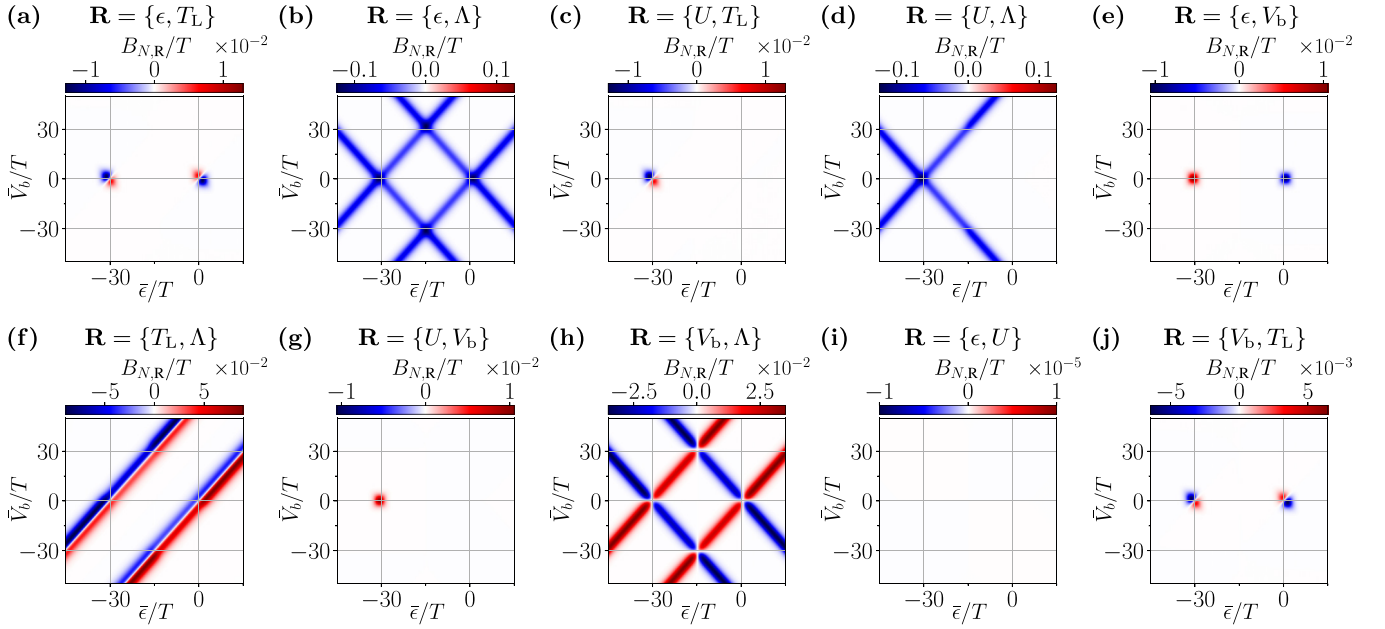 (a) R = {ϵ, T_L}
B_{N,R}/T ×10⁻²
−1 0 1
30
0
−30
V̄_b/T
−30 0
ϵ̄/T
(b) R = {ϵ, Λ}
B_{N,R}/T
−0.1 0.0 0.1
30
0
−30
V̄_b/T
−30 0
ϵ̄/T
(c) R = {U, T_L}
B_{N,R}/T ×10⁻²
−1 0 1
30
0
−30
V̄_b/T
−30 0
ϵ̄/T
(d) R = {U, Λ}
B_{N,R}/T
−0.1 0.0 0.1
30
0
−30
V̄_b/T
−30 0
ϵ̄/T
(e) R = {ϵ, V_b}
B_{N,R}/T ×10⁻²
−1 0 1
30
0
−30
V̄_b/T
−30 0
ϵ̄/T
(f) R = {T_L, Λ}
B_{N,R}/T ×10⁻²
−5 0 5
30
0
−30
V̄_b/T
−30 0
ϵ̄/T
(g) R = {U, V_b}
B_{N,R}/T ×10⁻²
−1 0 1
30
0
−30
V̄_b/T
−30 0
ϵ̄/T
(h) R = {V_b, Λ}
B_{N,R}/T ×10⁻²
−2.5 0.0 2.5
30
0
−30
V̄_b/T
−30 0
ϵ̄/T
(i) R = {ϵ, U}
B_{N,R}/T ×10⁻⁵
−1 0 1
30
0
−30
V̄_b/T
−30 0
ϵ̄/T
(j) R = {V_b, T_L}
B_{N,R}/T ×10⁻³
−5 0 5
30
0
−30
V̄_b/T
−30 0
ϵ̄/T